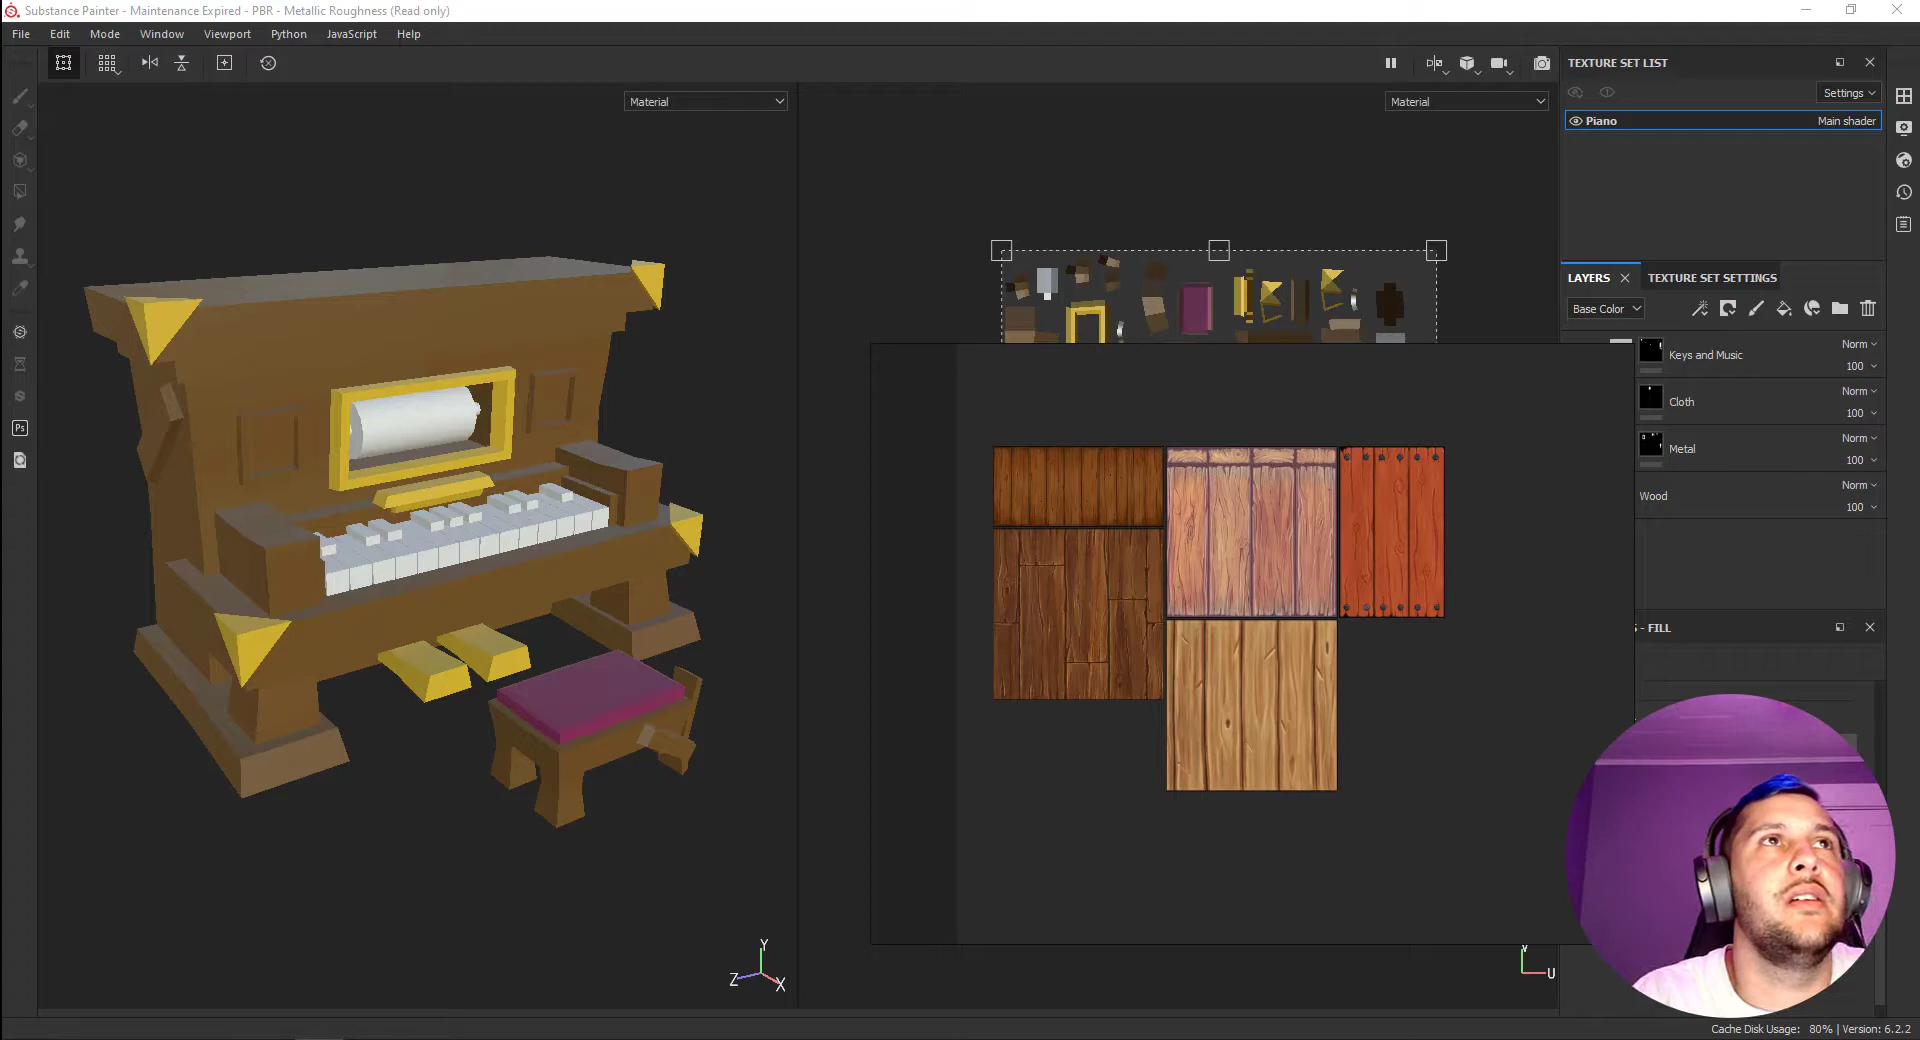 Substance Painter - Maintenance Expired - PBR - Metallic Roughness (Read only)
File Edit Mode Window Viewport Python JavaScript Help
Material
Material
TEXTURE SET LIST
Settings
Piano Main shader
LAYERS TEXTURE SET SETTINGS
Base Color
Keys and Music Norm
100
Cloth Norm
100
Metal Norm
100
Wood Norm
100
- FILL
Ps
Y
Z
X
U
Cache Disk Usage: 80% | Version: 6.2.2